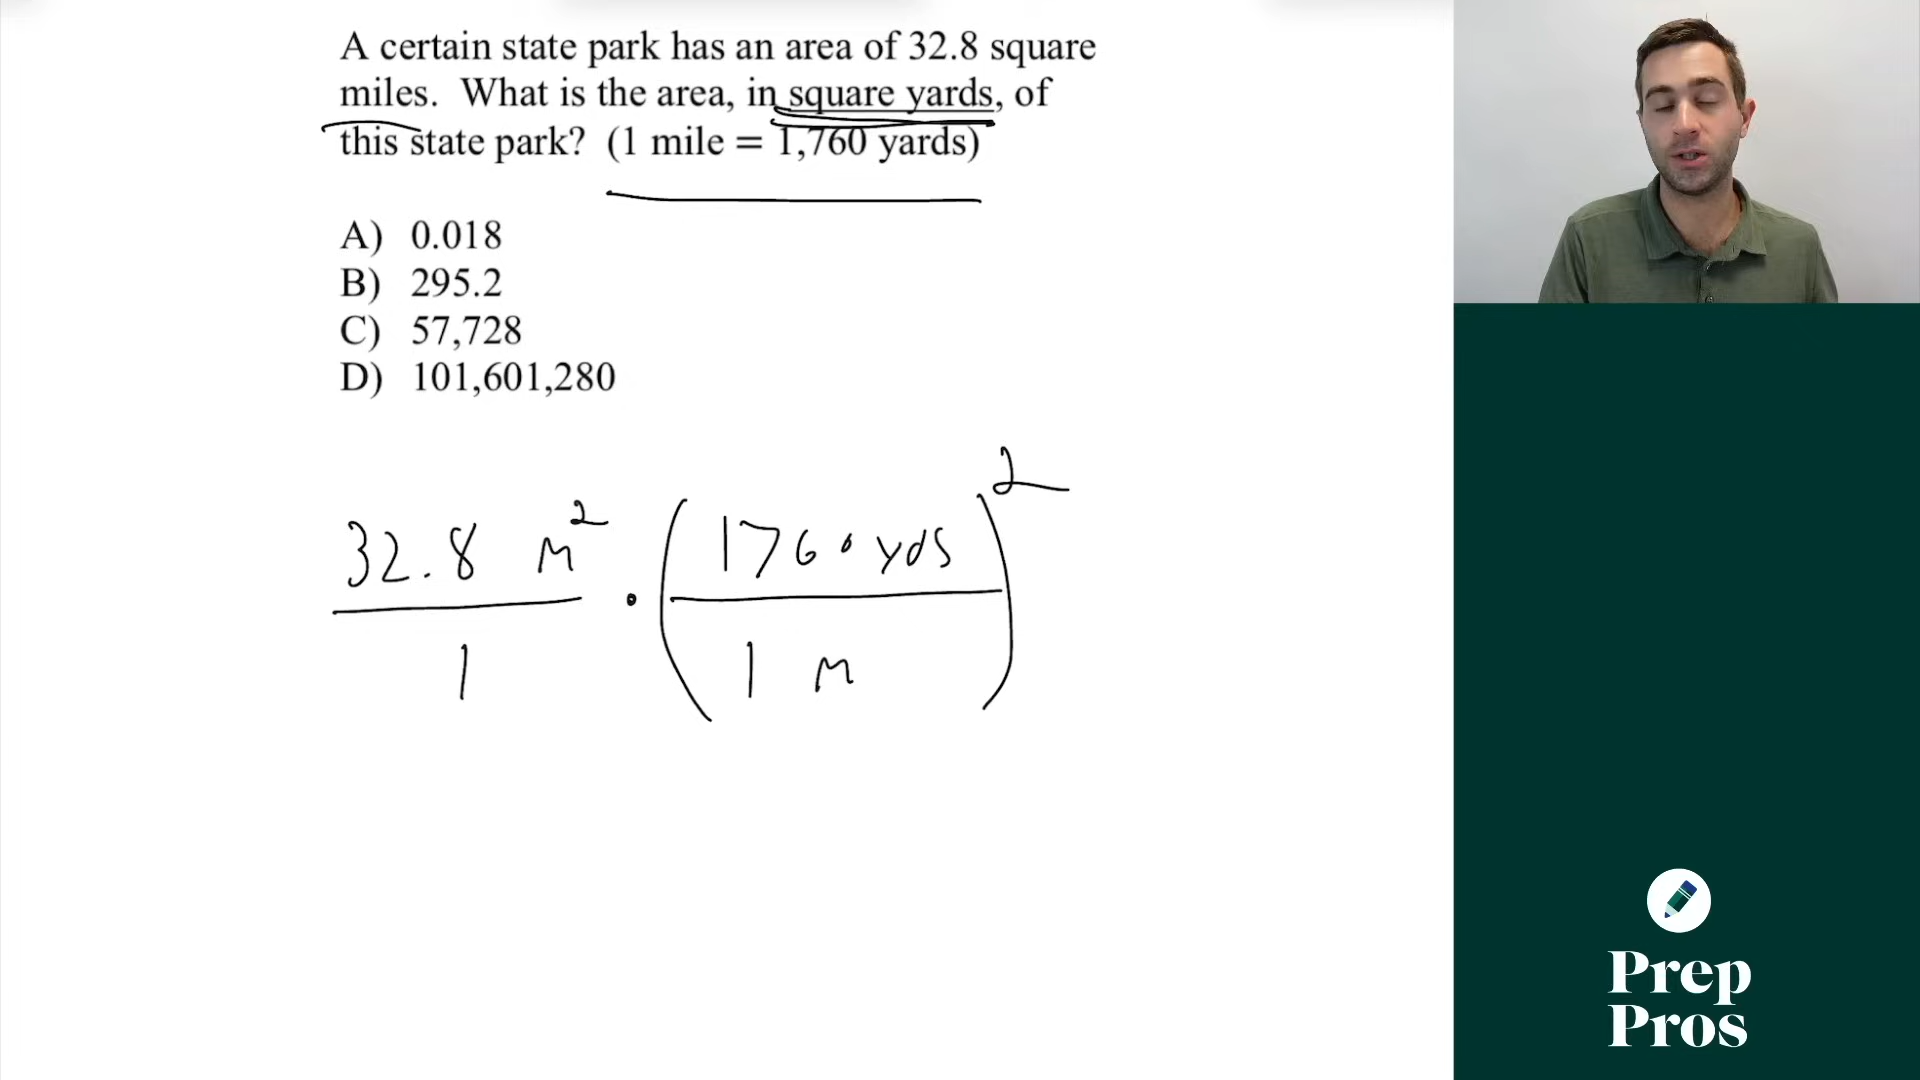 A certain state park has an area of 32.8 square
miles. What is the area, in square yards, of
this state park? (1 mile = 1,760 yards)
A) 0.018
B) 295.2
C) 57,728
D) 101,601,280
32.8 m² · (1760 yds)²
1 1 m
Prep
Pros